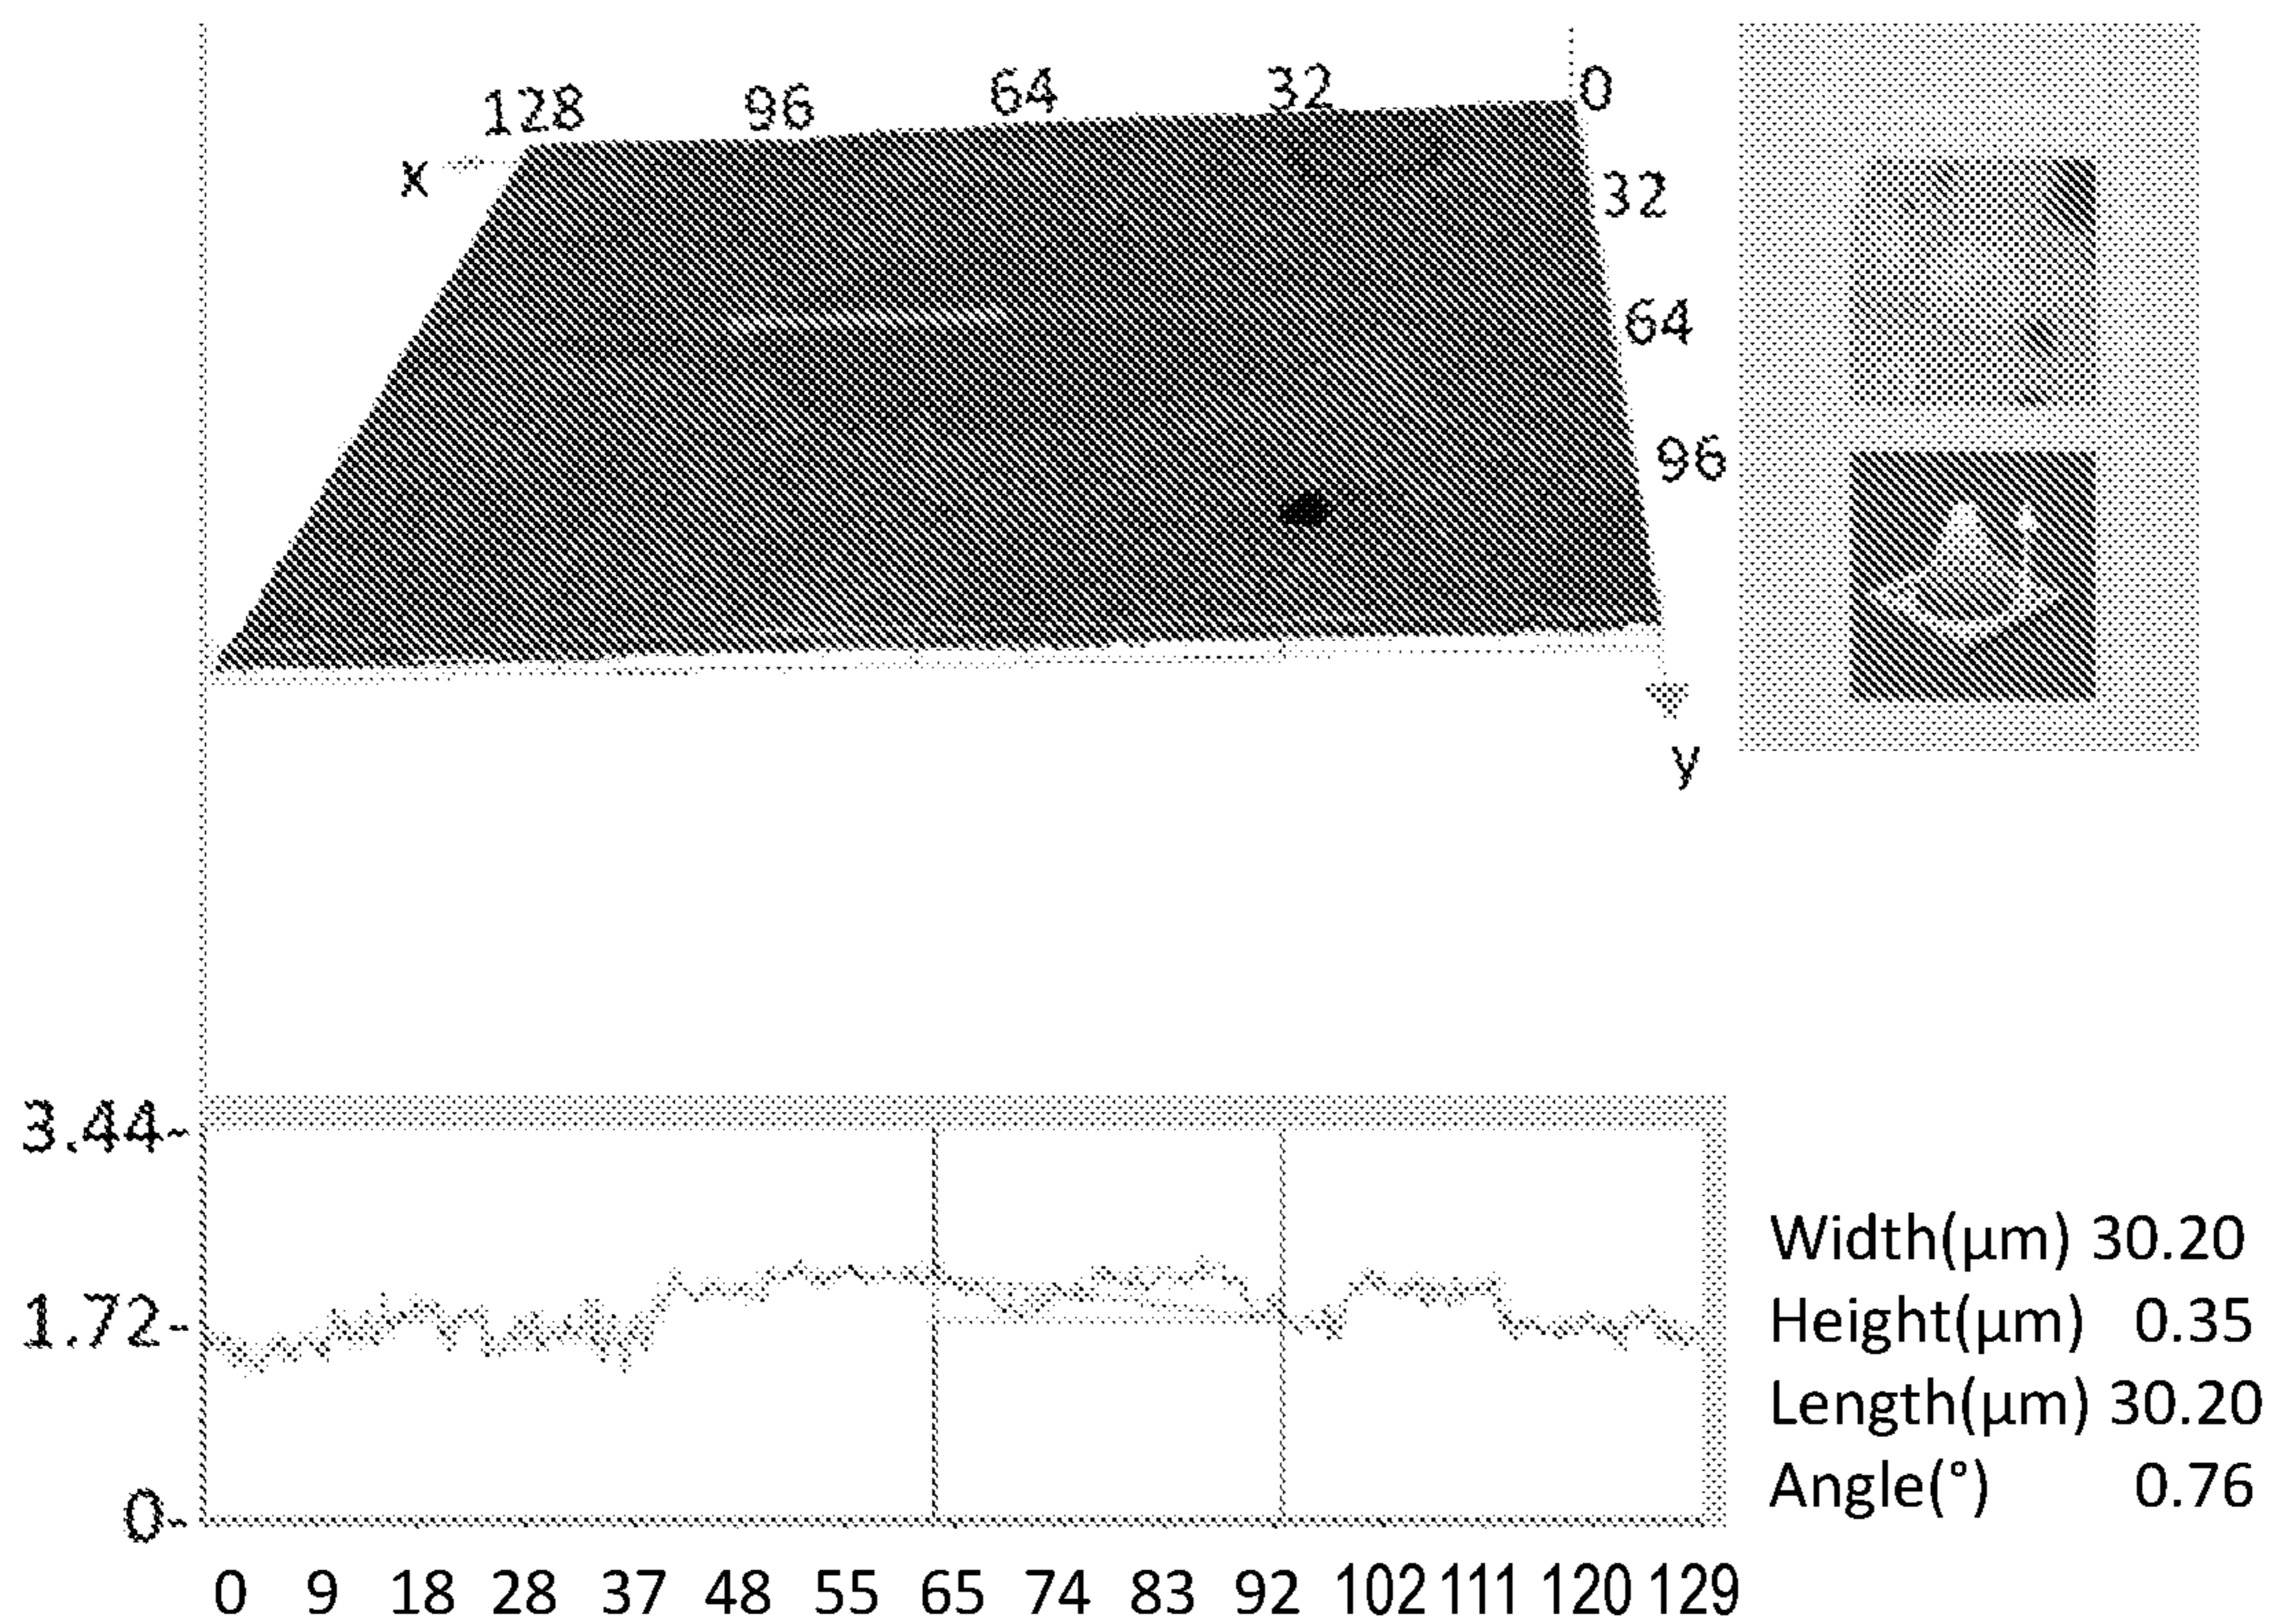 128 96 64 32 0
x
32
64
96
y
3.44-
1.72-
0-
0 9 18 28 37 48 55 65 74 83 92 102 111 120 129
Width(μm) 30.20
Height(μm) 0.35
Length(μm) 30.20
Angle(°) 0.76